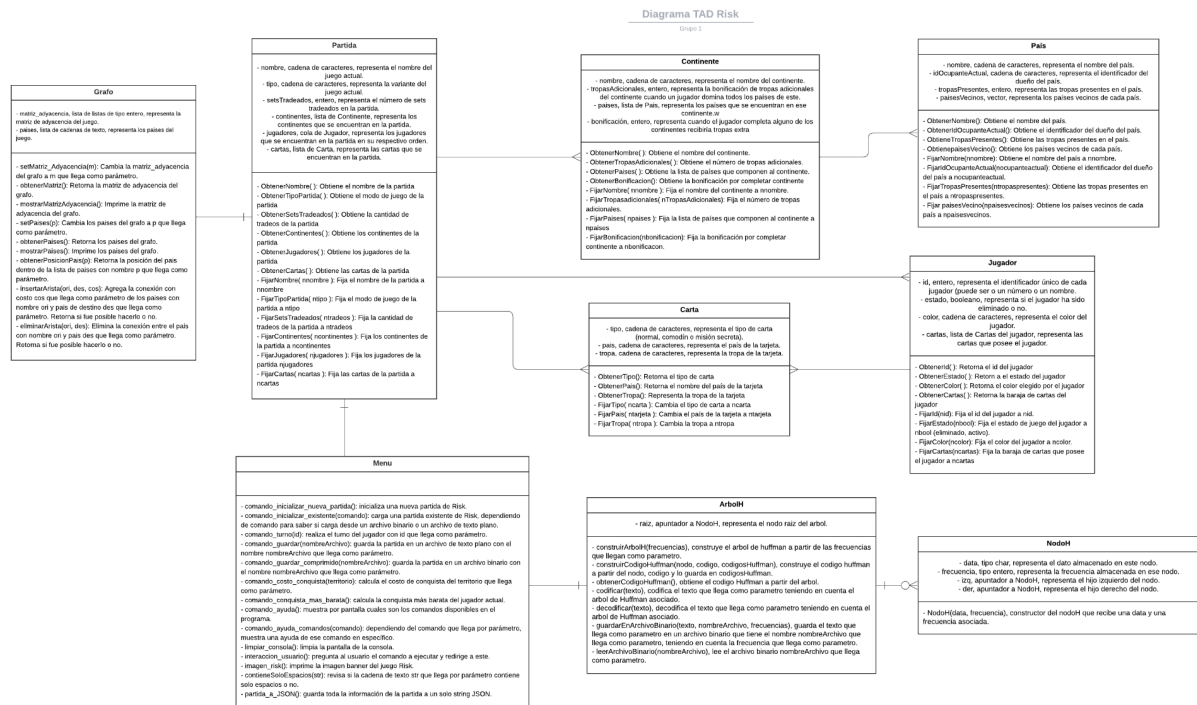 Diagrama TAD Risk
Grupo 1
Grafo
- matriz_adyacencia, lista de listas de tipo entero, representa la
matriz de adyacencia del juego.
- paises, lista de cadenas de texto, representa los países del
juego.
- setMatriz_Adyacencia(m): Cambia la matriz_adyacencia
del grafo a m que llega como parámetro.
- obtenerMatriz(): Retorna la matriz de adyacencia del grafo.
- mostrarMatrizAdyacencia(): Imprime la matriz de
adyacencia del grafo.
- setPaises(p): Cambia los paises del grafo a p que llega
como parámetro.
- obtenerPaises(): Retorna los paises del grafo.
- mostrarPaises(): Imprime los paises del grafo.
- obtenerPosicionPais(p): Retorna la posición del pais
dentro de la lista de paises con nombre p que llega como
parámetro.
- insertarArista(ori, des, cos): Agrega la conexión con
costo cos que llega como parámetro de los paises con
nombre ori y pais de destino des que llega como
parámetro. Retorna si fue posible hacerlo o no.
- eliminarArista(ori, des): Elimina la conexión entre el país
con nombre ori y pais des que llega como parámetro.
Retorna si fue posible hacerlo o no.
Partida
- nombre, cadena de caracteres, representa el nombre del
juego actual.
- tipo, cadena de caracteres, representa la variante del
juego actual.
- setsTradeados, entero, representa el número de sets
tradeados en la partida.
- continentes, lista de Continente, representa los
continentes que se encuentran en la partida.
- jugadores, cola de Jugador, representa los jugadores
que se encuentran en la partida en su respectivo orden.
- cartas, lista de Carta, representa las cartas que se
encuentran en la partida.
- ObtenerNombre( ): Obtiene el nombre de la partida
- ObtenerTipoPartida( ): Obtiene el modo de juego de la
partida
- ObtenerSetsTradeados( ): Obtiene la cantidad de
tradeos de la partida
- ObtenerContinentes( ): Obtiene los continentes de la
partida
- ObtenerJugadores( ): Obtiene los jugadores de la
partida
- ObtenerCartas( ): Obtiene las cartas de la partida
- FijarNombre( nnombre ): Fija el nombre de la partida a
nnombre
- FijarTipoPartida( ntipo ): Fija el modo de juego de la
partida a ntipo
- FijarSetsTradeados( ntradeos ): Fija la cantidad de
tradeos de la partida a ntradeos
- FijarContinentes( ncontinentes ): Fija los continentes de
la partida a ncontinentes
- FijarJugadores( njugadores ): Fija los jugadores de la
partida njugadores
- FijarCartas( ncartas ): Fija las cartas de la partida a
ncartas
Continente
- nombre, cadena de caracteres, representa el nombre del continente.
- tropasAdicionales, entero, representa la bonificación de tropas adicionales
del continente cuando un jugador domina todos los países de este.
- paises, lista de Pais, representa los países que se encuentran en ese
continente.w
- bonificación, entero, representa cuando el jugador completa alguno de los
continentes recibiría tropas extra
- ObtenerNombre( ): Obtiene el nombre del continente.
- ObtenerTropasAdicionales( ): Obtiene el número de tropas adicionales.
- ObtenerPaises( ): Obtiene la lista de países que componen al continente.
- ObtenerBonificacion(): Obtiene la bonificación por completar continente
- FijarNombre( nnombre ): Fija el nombre del continente a nnombre.
- FijarTropasadicionales( nTropasAdicionales ): Fija el número de tropas
adicionales.
- FijarPaises( npaises ): Fija la lista de países que componen al continente a
npaises
- FijarBonificacion(nbonificacion): Fija la bonificación por completar
continente a nbonificacon.
País
- nombre, cadena de caracteres, representa el nombre del país.
- idOcupanteActual, cadena de caracteres, representa el identificador del
dueño del país.
- tropasPresentes, entero, representa las tropas presentes en el país.
- paisesVecinos, vector, representa los países vecinos de cada país.
- ObtenerNombre(): Obtiene el nombre del país.
- ObtenerIdOcupanteActual(): Obtiene el identificador del dueño del país.
- ObtieneTropasPresentes(): Obtiene las tropas presentes en el país.
- ObtienepaisesVecino(): Obtiene los países vecinos de cada país.
- FijarNombre(nnombre): Obtiene el nombre del país a nnombre.
- FijarIdOcupanteActual(nocupanteactual): Obtiene el identificador del dueño
del país a nocupanteactual.
- FijarTropasPresentes(ntropaspresentes): Obtiene las tropas presentes en
el país a ntropaspresentes.
- Fijar paisesVecino(npaisesvecinos): Obtiene los países vecinos de cada
país a npaisesvecinos.
Carta
- tipo, cadena de caracteres, representa el tipo de carta
(normal, comodín o misión secreta).
- pais, cadena de caracteres, representa el país de la tarjeta.
- tropa, cadena de caracteres, representa la tropa de la tarjeta.
- ObtenerTipo(): Retorna el tipo de carta
- ObtenerPais(): Retorna el nombre del país de la tarjeta
- ObtenerTropa(): Representa la tropa de la tarjeta
- FijarTipo( ncarta ): Cambia el tipo de carta a ncarta
- FijarPais( ntarjeta ): Cambia el país de la tarjeta a ntarjeta
- FijarTropa( ntropa ): Cambia la tropa a ntropa
Jugador
- id, entero, representa el identificador único de cada
jugador (puede ser o un número o un nombre.
- estado, booleano, representa si el jugador ha sido
eliminado o no.
- color, cadena de caracteres, representa el color del
jugador.
- cartas, lista de Cartas del jugador, representa las
cartas que posee el jugador.
- ObtenerId( ): Retorna el id del jugador
- ObtenerEstado( ): Retorn a el estado del jugador
- ObtenerColor( ): Retorna el color elegido por el jugador
- ObtenerCartas( ): Retorna la baraja de cartas del
jugador
- FijarId(nid): Fija el id del jugador a nid.
- FijarEstado(nbool): Fija el estado de juego del jugador a
nbool (eliminado, activo).
- FijarColor(ncolor): Fija el color del jugador a ncolor.
- FijarCartas(ncartas): Fija la baraja de cartas que posee
el jugador a ncartas
Menu
- comando_inicializar_nueva_partida(): inicializa una nueva partida de Risk.
- comando_inicializar_existente(comando): carga una partida existente de Risk, dependiendo
de comando para saber si carga desde un archivo binario o un archivo de texto plano.
- comando_turno(id): realiza el turno del jugador con id que llega como parámetro.
- comando_guardar(nombreArchivo): guarda la partida en un archivo de texto plano con el
nombre nombreArchivo que llega como parámetro.
- comando_guardar_comprimido(nombreArchivo): guarda la partida en un archivo binario con
el nombre nombreArchivo que llega como parámetro.
- comando_costo_conquista(territorio): calcula el costo de conquista del territorio que llega
como parámetro.
- comando_conquista_mas_barata(): calcula la conquista más barata del jugador actual.
- comando_ayuda(): muestra por pantalla cuales son los comandos disponibles en el
programa.
- comando_ayuda_comandos(comando): dependiendo del comando que llega por parámetro,
muestra una ayuda de ese comando en específico.
- limpiar_consola(): limpia la pantalla de la consola.
- interaccion_usuario(): pregunta al usuario el comando a ejecutar y redirige a este.
- imagen_risk(): imprime la imagen banner del juego Risk.
- contieneSoloEspacios(str): revisa si la cadena de texto str que llega por parámetro contiene
solo espacios o no.
- partida_a_JSON(): guarda toda la información de la partida a un solo string JSON.
ArbolH
- raiz, apuntador a NodoH, representa el nodo raiz del arbol.
- construirArbolH(frecuencias), construye el arbol de huffman a partir de las frecuencias
que llegan como parametro.
- construirCodigoHuffman(nodo, codigo, codigosHuffman), construye el codigo huffman
a partir del nodo, codigo y lo guarda en codigosHuffman.
- obtenerCodigoHuffman(), obtiene el codigo Huffman a partir del arbol.
- codificar(texto), codifica el texto que llega como parametro teniendo en cuenta el
arbol de Huffman asociado.
- decodificar(texto), decodifica el texto que llega como parametro teniendo en cuenta el
arbol de Huffman asociado.
- guardarEnArchivoBinario(texto, nombreArchivo, frecuencias), guarda el texto que
llega como parametro en un archivo binario que tiene el nombre nombreArchivo que
llega como parametro, teniendo en cuenta la frecuencia que llega como parametro.
- leerArchivoBinario(nombreArchivo), lee el archivo binario nombreArchivo que llega
como parametro.
NodoH
- data, tipo char, representa el dato almacenado en este nodo.
- frecuencia, tipo entero, representa la frecuencia almacenada en ese nodo.
- izq, apuntador a NodoH, representa el hijo izquierdo del nodo.
- der, apuntador a NodoH, representa el hijo derecho del nodo.
- NodoH(data, frecuencia), constructor del nodoH que recibe una data y una
frecuencia asociada.